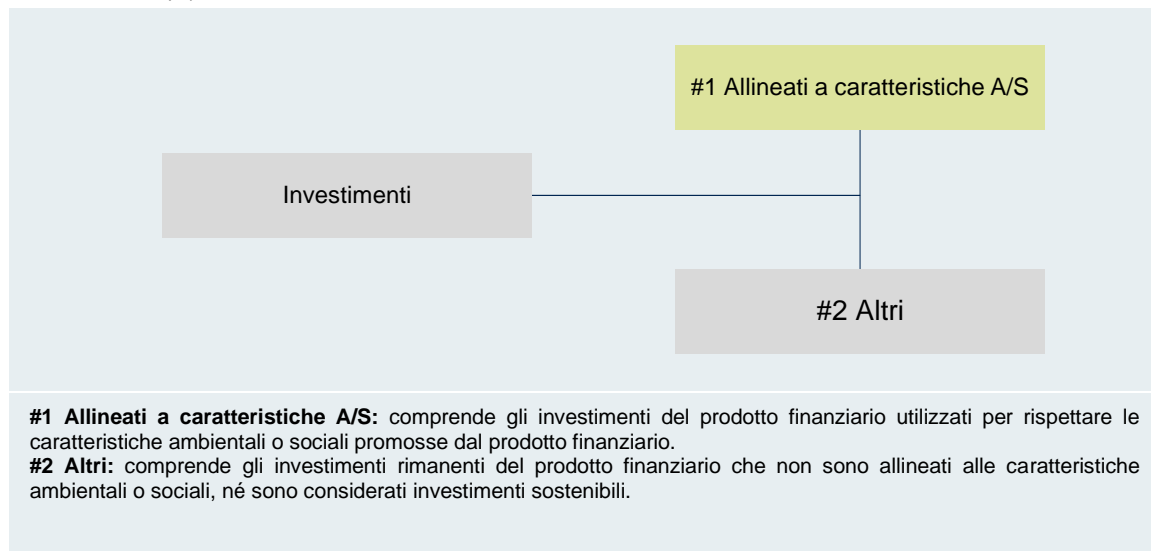 #1 Allineati a caratteristiche A/S
Investimenti
#2 Altri
#1 Allineati a caratteristiche A/S: comprende gli investimenti del prodotto finanziario utilizzati per rispettare le
caratteristiche ambientali o sociali promosse dal prodotto finanziario.
#2 Altri: comprende gli investimenti rimanenti del prodotto finanziario che non sono allineati alle caratteristiche
ambientali o sociali, né sono considerati investimenti sostenibili.